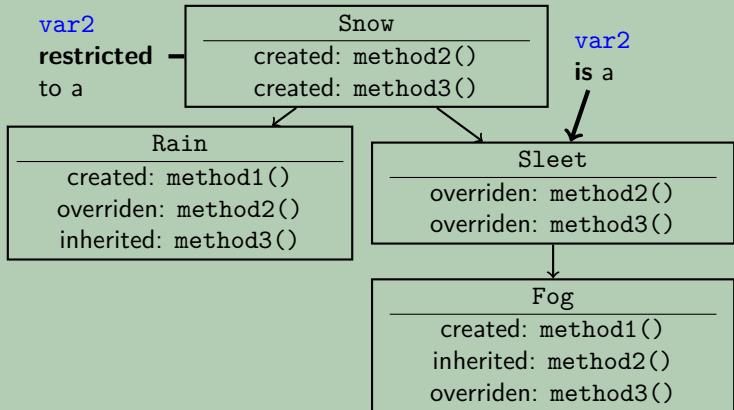 var2
restricted
to a
Snow
created: method2()
created: method3()
var2
is a
Rain
created: method1()
overriden: method2()
inherited: method3()
Sleet
overriden: method2()
overriden: method3()
Fog
created: method1()
inherited: method2()
overriden: method3()